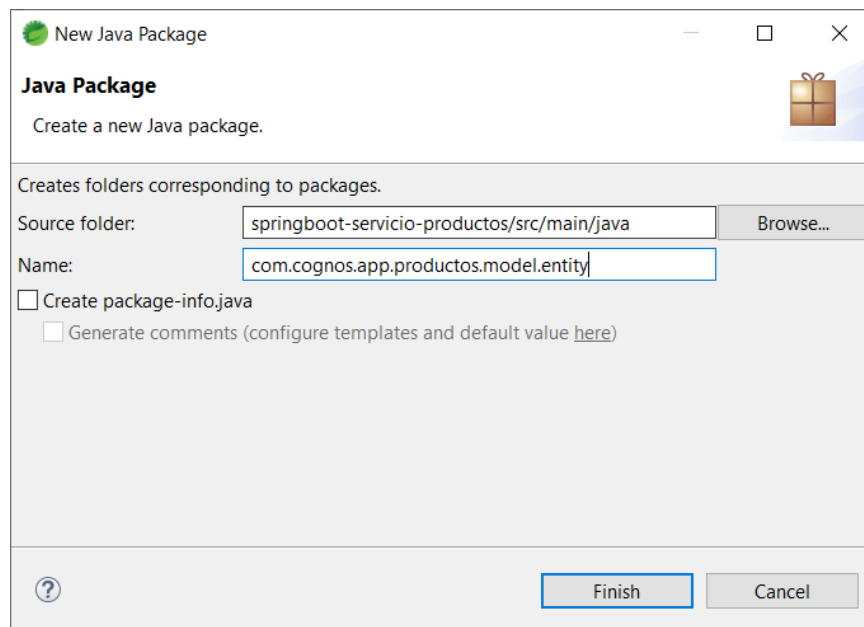 New Java Package
Java Package
Create a new Java package.
Creates folders corresponding to packages.
Source folder: springboot-servicio-productos/src/main/java Browse...
Name: com.cognos.app.productos.model.entity
Create package-info.java
Generate comments (configure templates and default value here)
? Finish Cancel